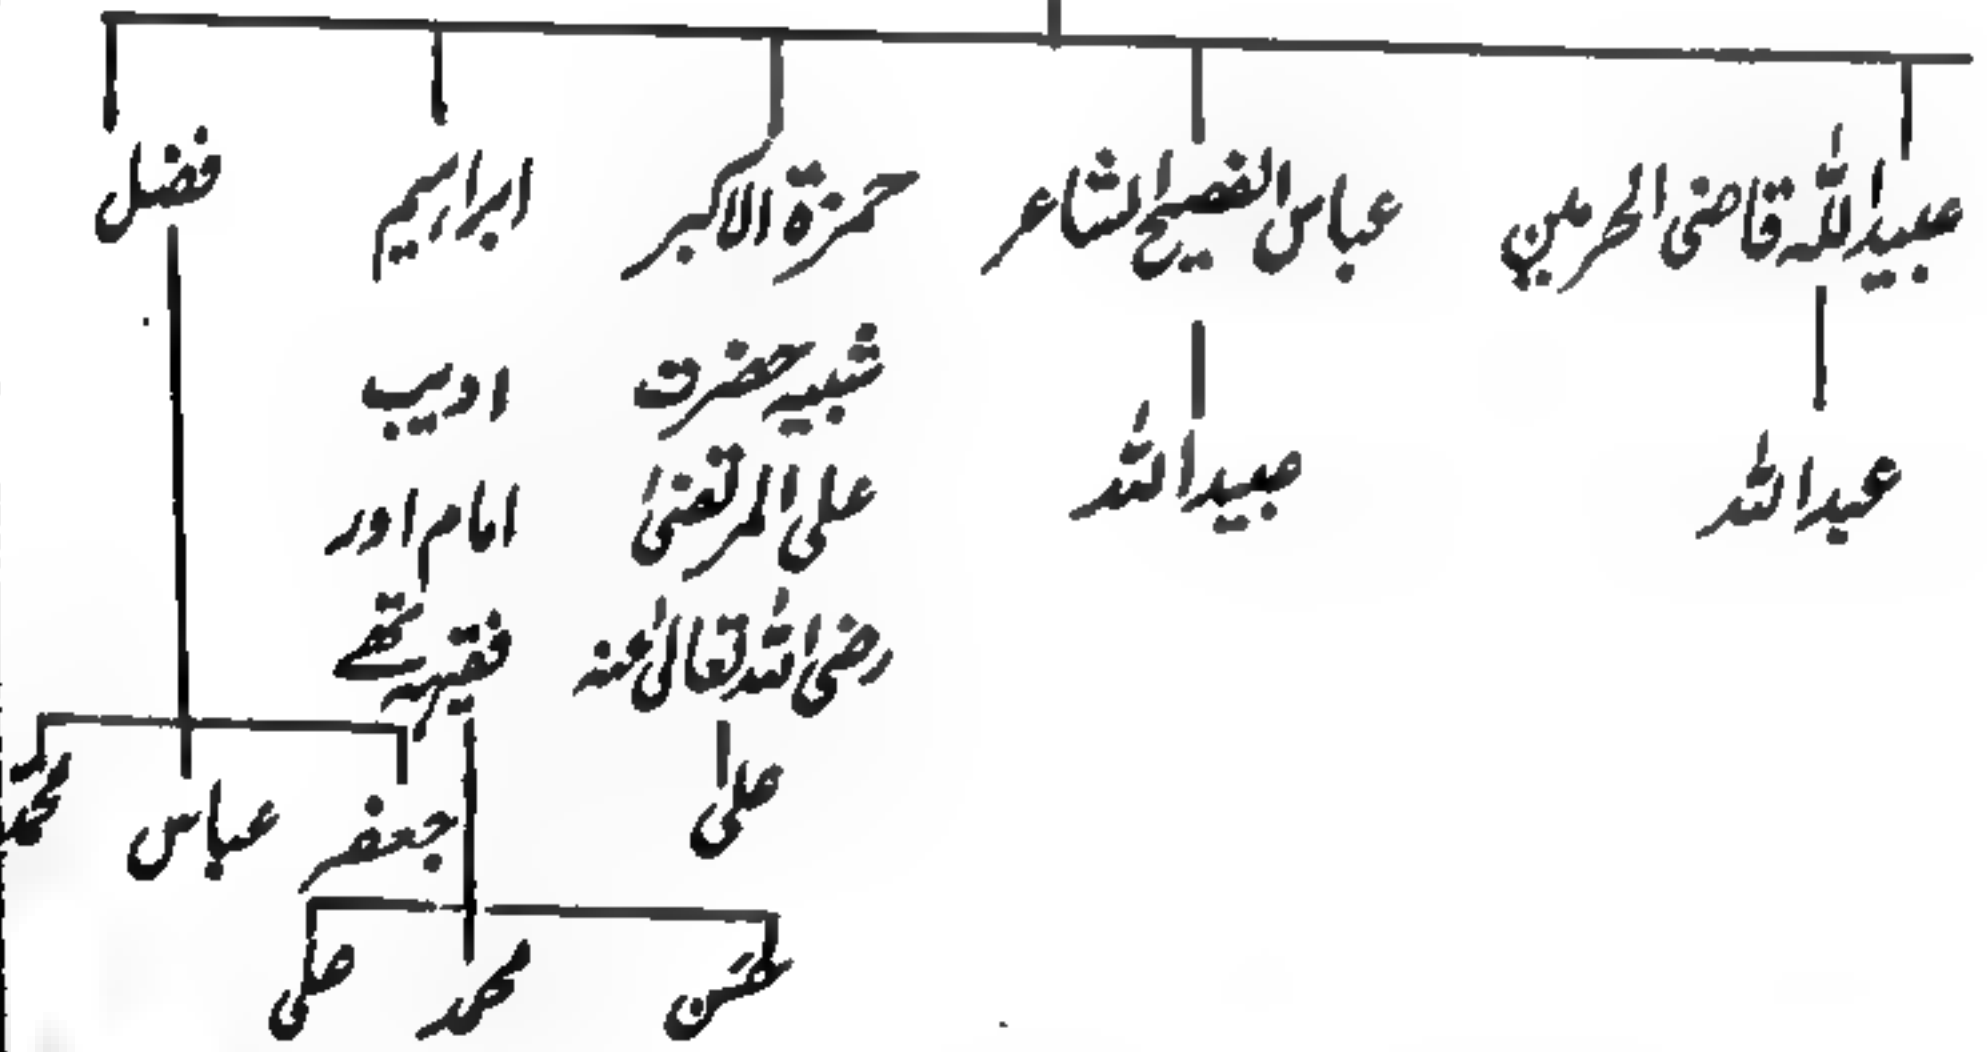 عبیداللہ قاضی الحرمین
عباس الفصیح الشاعر
حمزۃ الاکبر
ابراہیم
فضل
شبیہ حضرت
ادیب
علی المرتضیٰ
امام اور
رضی اللہ تعالیٰ عنہ
فقیہہ تھے
عبداللہ
عبیداللہ
علی
جعفر
عباس
محمد
حسن
محمد
علی